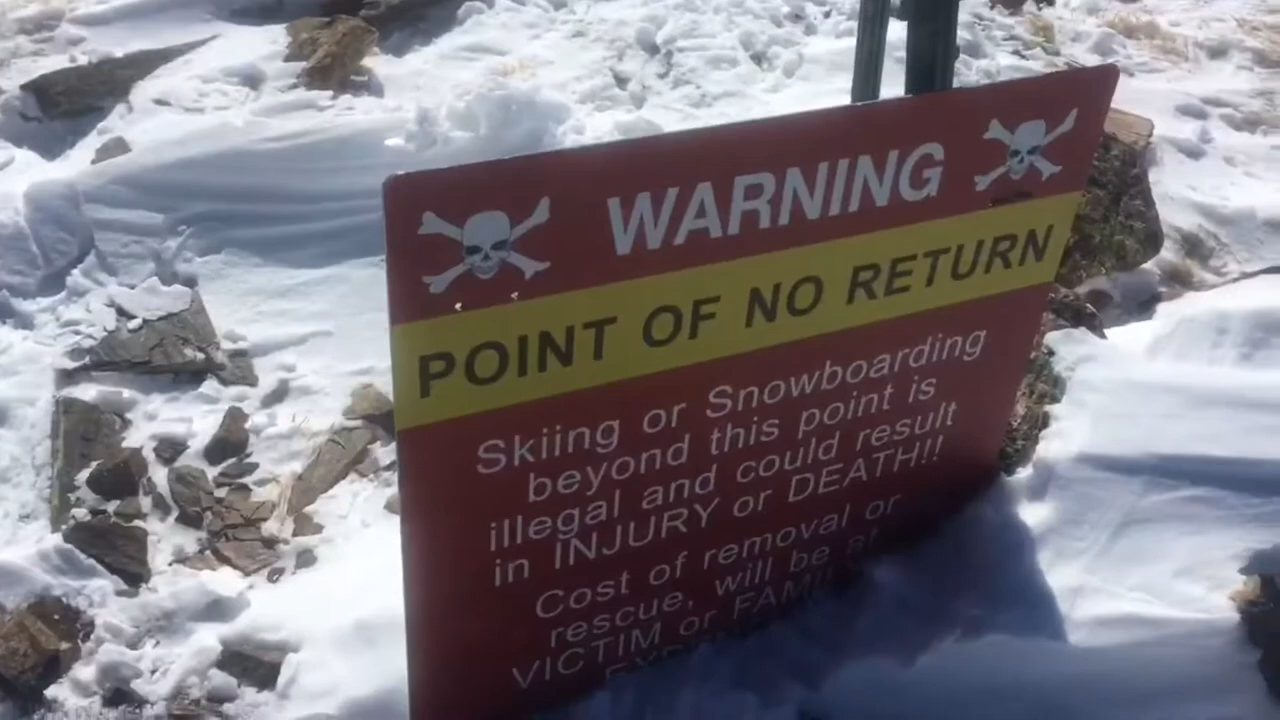 WARNING
POINT OF NO RETURN
Skiing or Snowboarding
beyond this point is
illegal and could result
in INJURY or DEATH!!
Cost of removal or
rescue, will be at
VICTIM or